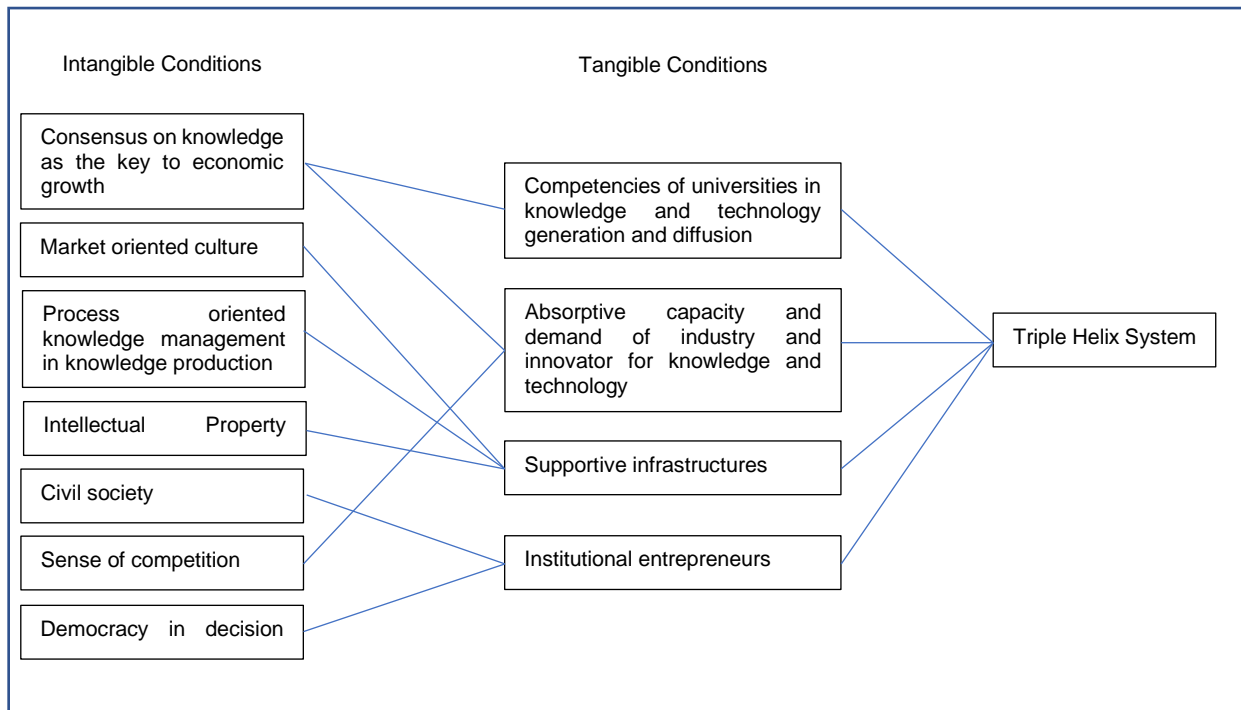 Intangible Conditions
Tangible Conditions
Consensus on knowledge
as the key to economic
growth
Market oriented culture
Process oriented
knowledge management
in knowledge production
Intellectual Property
Civil society
Sense of competition
Democracy in decision
Competencies of universities in
knowledge and technology
generation and diffusion
Absorptive capacity and
demand of industry and
innovator for knowledge and
technology
Supportive infrastructures
Institutional entrepreneurs
Triple Helix System